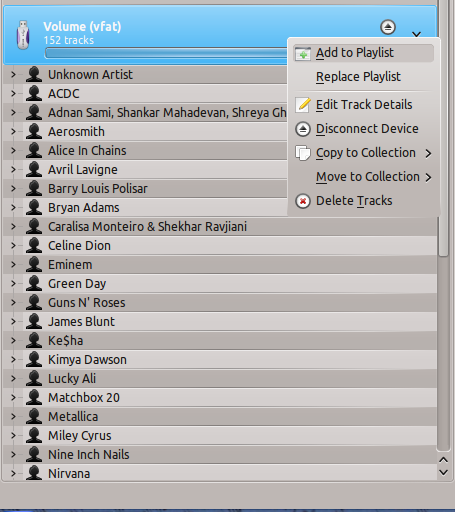 Volume (vfat)
152 tracks
Add to Playlist
Replace Playlist
Edit Track Details
Disconnect Device
Copy to Collection
Move to Collection
Delete Tracks
Unknown Artist
ACDC
Adnan Sami, Shankar Mahadevan, Shreya Gh
Aerosmith
Alice In Chains
Avril Lavigne
Barry Louis Polisar
Bryan Adams
Caralisa Monteiro & Shekhar Ravjiani
Celine Dion
Eminem
Green Day
Guns N' Roses
James Blunt
Ke$ha
Kimya Dawson
Lucky Ali
Matchbox 20
Metallica
Miley Cyrus
Nine Inch Nails
Nirvana